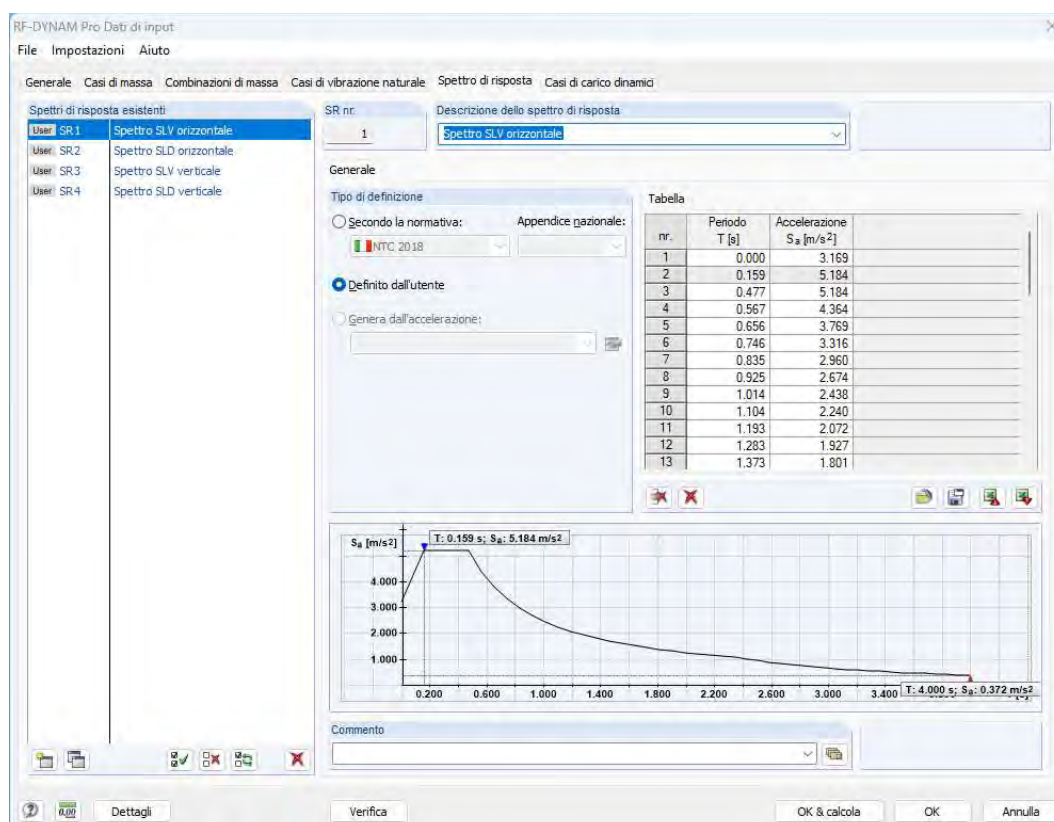 RF-DYNAM Pro Dati di input
File Impostazioni Aiuto
Generale Casi di massa Combinazioni di massa Casi di vibrazione naturale Spettro di risposta Casi di carico dinamici
Spettri di risposta esistenti
User SR1 Spettro SLV orizzontale
User SR2 Spettro SLD orizzontale
User SR3 Spettro SLV verticale
User SR4 Spettro SLD verticale
SR nr.
1
Descrizione dello spettro di risposta
Spettro SLV orizzontale
Generale
Tipo di definizione
Secondo la normativa: Appendice nazionale:
NTC 2018
Definito dall'utente
Genera dall'accelerazione:
Tabella
nr. Periodo T [s] Accelerazione Sa [m/s2]
1 0.000 3.169
2 0.159 5.184
3 0.477 5.184
4 0.567 4.364
5 0.656 3.769
6 0.746 3.316
7 0.835 2.960
8 0.925 2.674
9 1.014 2.438
10 1.104 2.240
11 1.193 2.072
12 1.283 1.927
13 1.373 1.801
Sa [m/s2]
T: 0.159 s; Sa: 5.184 m/s2
4.000
3.000
2.000
1.000
0.200 0.600 1.000 1.400 1.800 2.200 2.600 3.000 3.400
T: 4.000 s; Sa: 0.372 m/s2
Commento
0.00 Dettagli Verifica OK & calcola OK Annulla